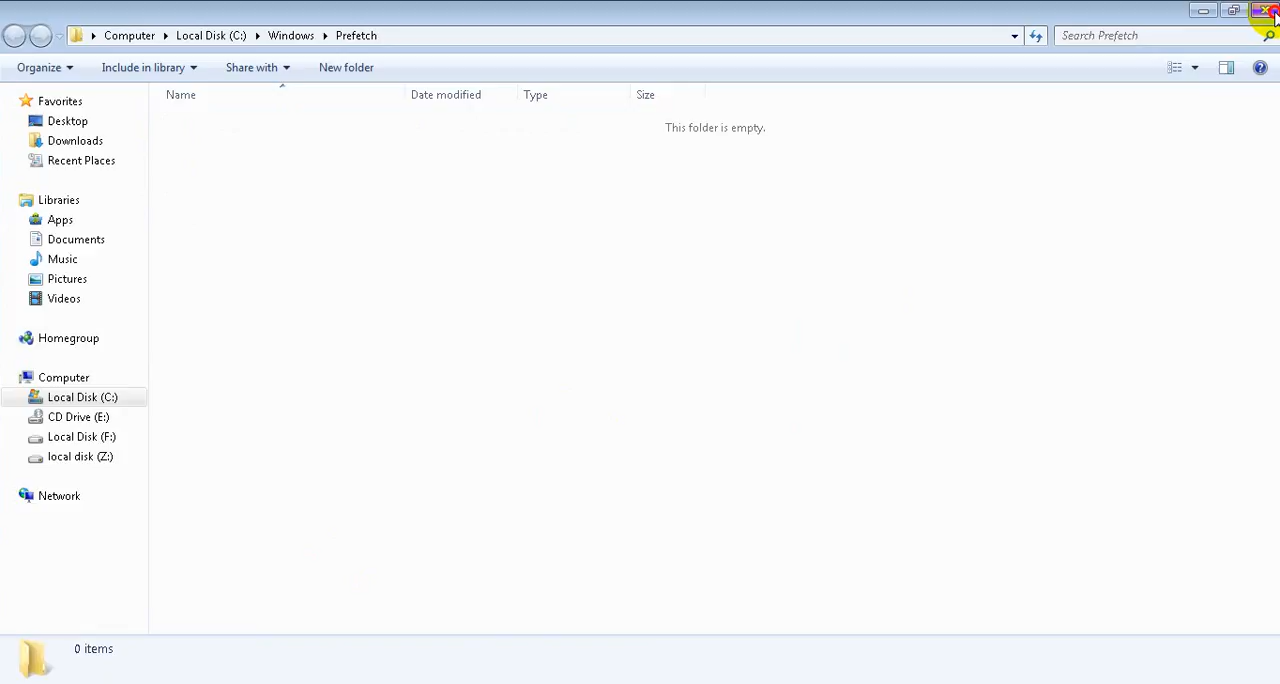 Computer Local Disk (C:) Windows Prefetch Search Prefetch
Organize Include in library Share with New folder
Name Date modified Type Size
This folder is empty.
Favorites
Desktop
Downloads
Recent Places
Libraries
Apps
Documents
Music
Pictures
Videos
Homegroup
Computer
Local Disk (C:)
CD Drive (E:)
Local Disk (F:)
local disk (Z:)
Network
0 items